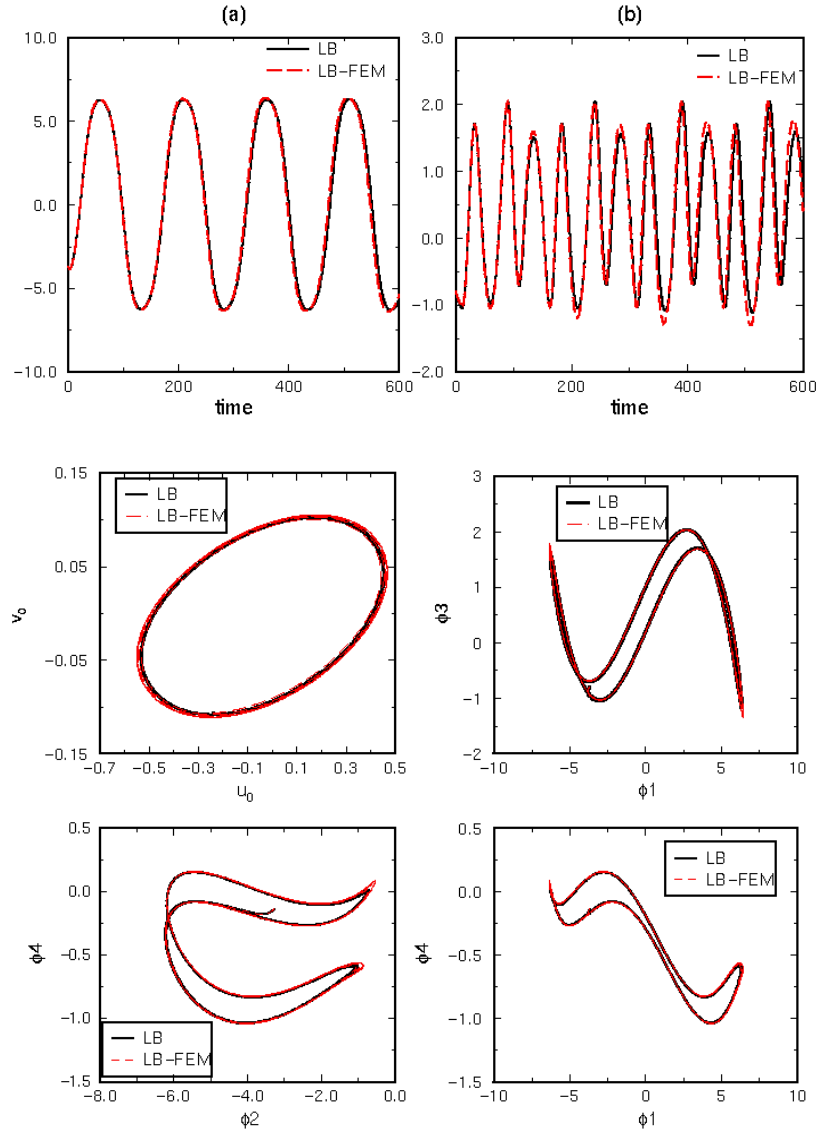 (a)
10.0
5.0
0.0
−5.0
−10.0
LB
LB−FEM
0
200
400
600
time
(b)
3.0
2.0
1.0
0.0
−1.0
−2.0
LB
LB−FEM
0
200
400
600
time
0.15
0.05
−0.05
−0.15
v₀
LB
LB−FEM
−0.7
−0.5
−0.3
−0.1
0.1
0.3
0.5
u₀
3
2
1
0
−1
−2
ϕ3
LB
LB−FEM
−10
−5
0
5
10
ϕ1
0.5
0.0
−0.5
−1.0
−1.5
ϕ4
LB
LB−FEM
−8.0
−6.0
−4.0
−2.0
0.0
ϕ2
0.5
0.0
−0.5
−1.0
−1.5
ϕ4
LB
LB−FEM
−10
−5
0
5
10
ϕ1